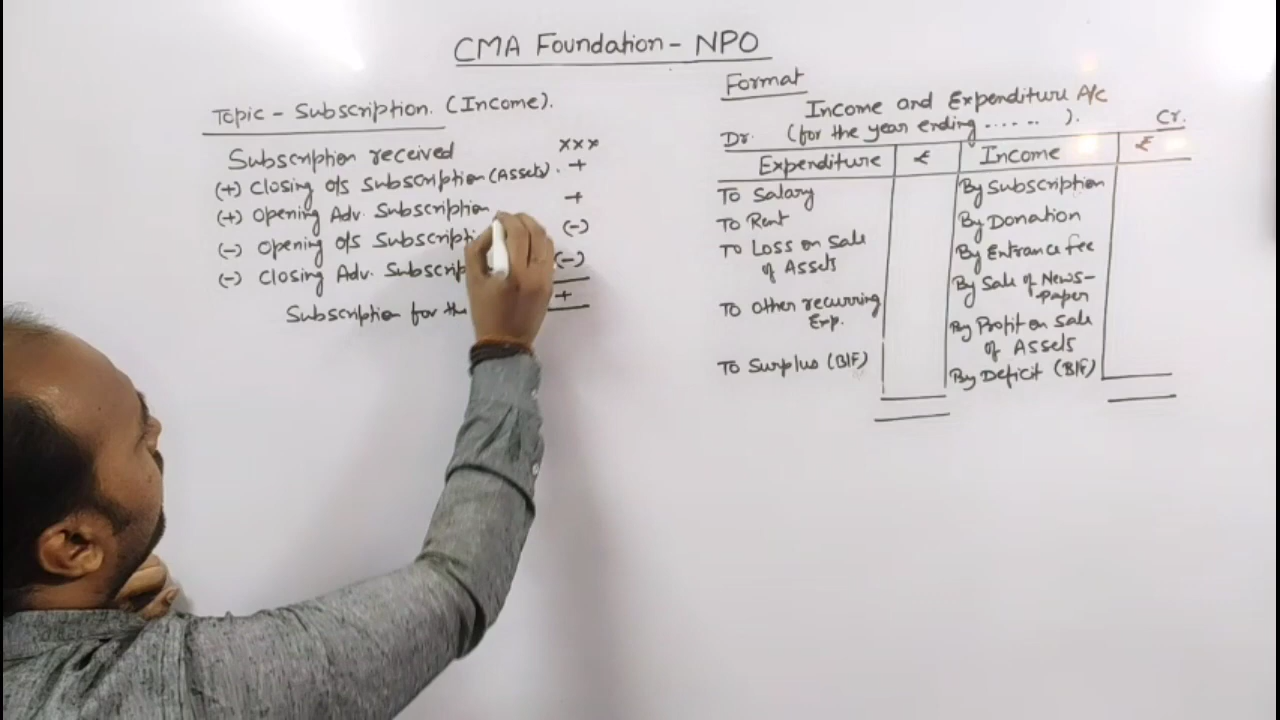 CMA Foundation - NPO
Topic - Subscription. (Income).
Subscription received xxx
(+) Closing o/s Subscription (Assets). +
(+) Opening Adv. Subscription +
(-) Opening o/s Subscripti (-)
(-) Closing Adv. Subscrip (-)
Subscription for th +
Format
Income and Expenditure A/c
Dr. (for the year ending ...... ). Cr.
Expenditure ₹ Income ₹
To Salary By Subscription
To Rent By Donation
To Loss on Sale By Entrance fee
of Assets By Sale of News-
paper
To Other recurring By Profit on Sale
Exp. of Assets
To Surplus (B/F) By Deficit (B/F)